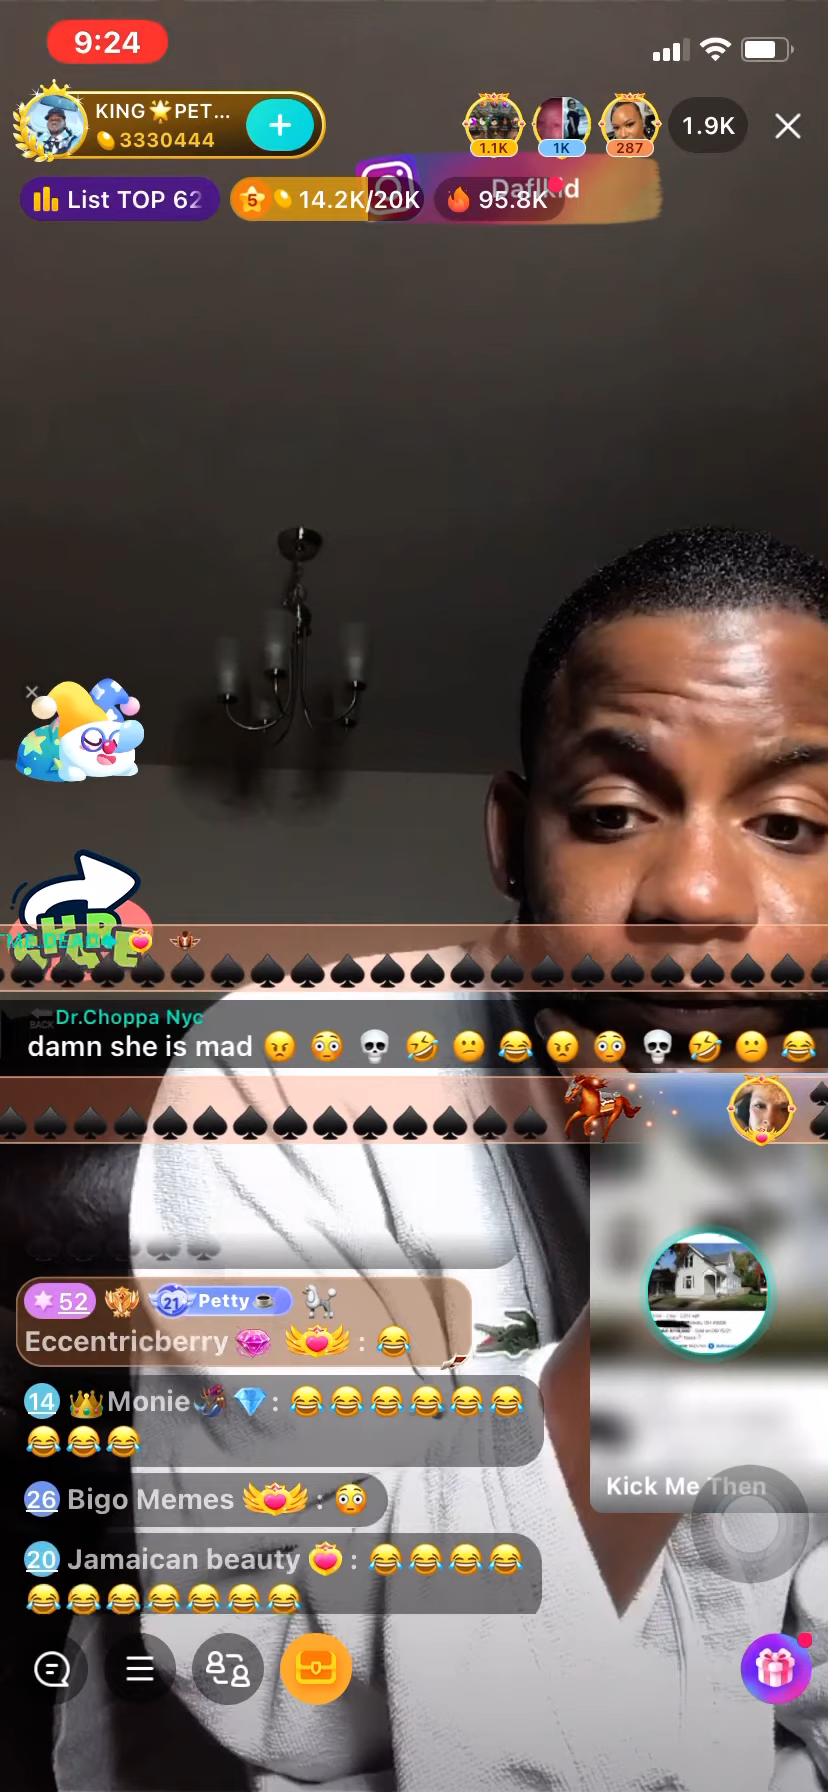 9:24
KING🌟PET...
3330444
1.1K
1K
287
1.9K
List TOP 62
5 14.2K/20K
95.8K
BACK
Dr.Choppa Nyc
damn she is mad 😠 😳 💀 🤣 😕 😂 😠 😳 💀 🤣 😕 😂
52 21 Petty☕
Eccentricberry 💎 : 😂
14 👑Monie 💎 : 😂😂😂😂😂😂
😂😂😂
26 Bigo Memes : 😳
20 Jamaican beauty : 😂😂😂😂
😂😂😂😂😂😂😂
Kick Me Then